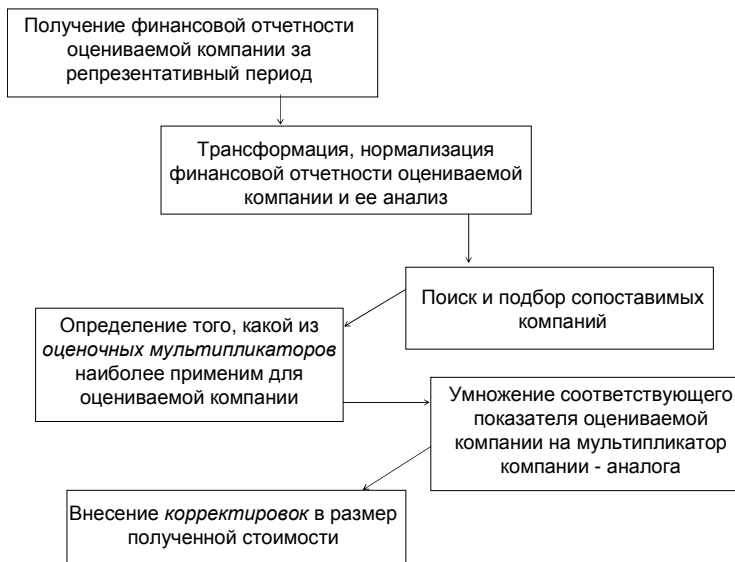 Получение финансовой отчетности
оцениваемой компании за
репрезентативный период
Трансформация, нормализация
финансовой отчетности оцениваемой
компании и ее анализ
Поиск и подбор сопоставимых
компаний
Определение того, какой из
оценочных мультипликаторов
наиболее применим для
оцениваемой компании
Умножение соответствующего
показателя оцениваемой
компании на мультипликатор
компании - аналога
Внесение корректировок в размер
полученной стоимости